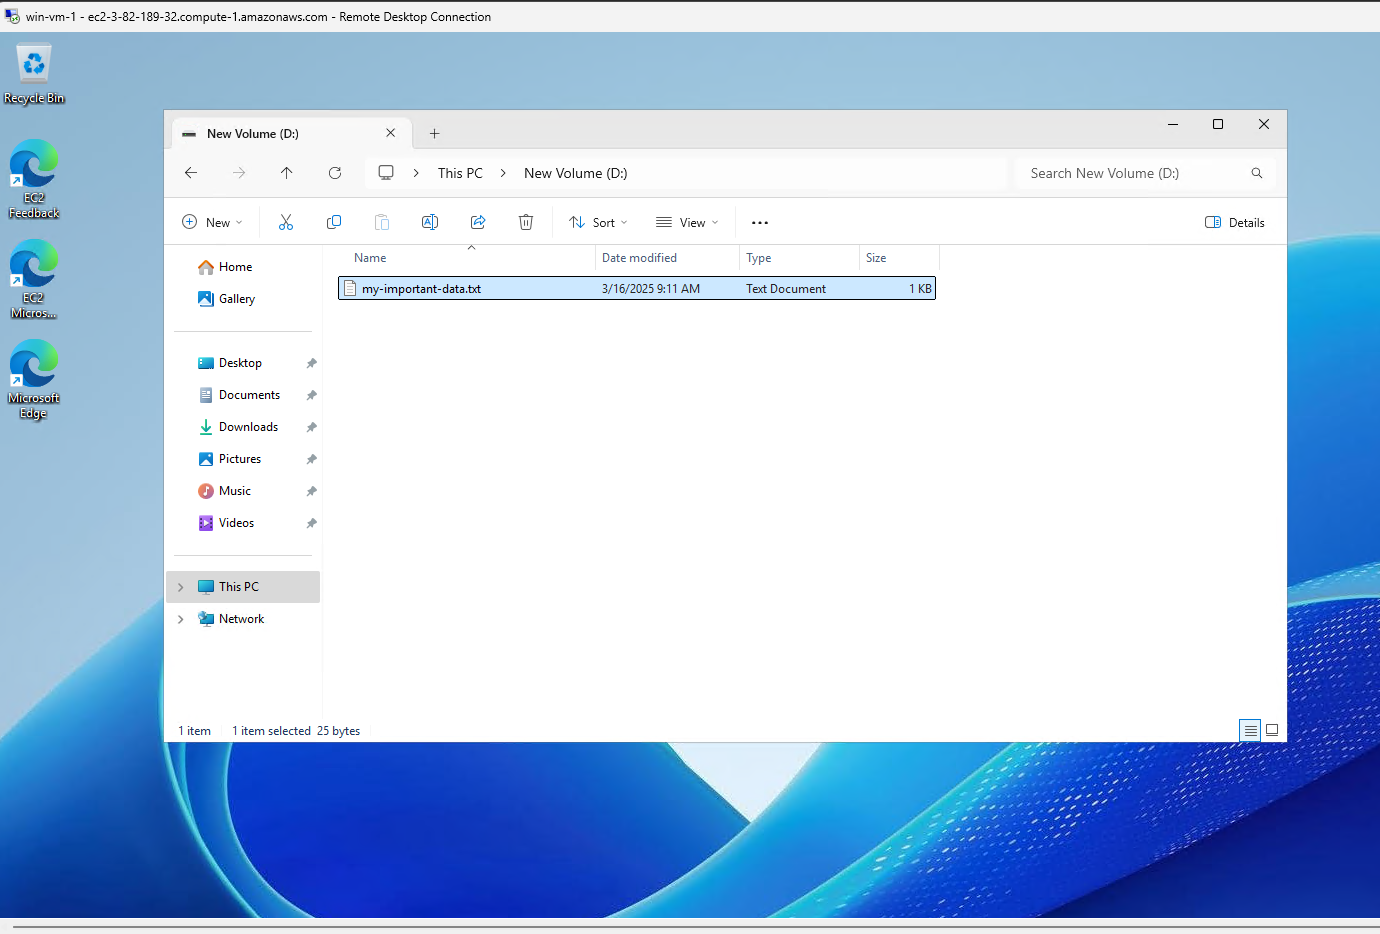 win-vm-1 - ec2-3-82-189-32.compute-1.amazonaws.com - Remote Desktop Connection
Recycle Bin
EC2
Feedback
EC2
Micros...
Microsoft
Edge
New Volume (D:)
This PC
New Volume (D:)
Search New Volume (D:)
New
Sort
View
Details
Home
Gallery
Desktop
Documents
Downloads
Pictures
Music
Videos
This PC
Network
Name Date modified Type Size
my-important-data.txt 3/16/2025 9:11 AM Text Document 1 KB
1 item 1 item selected 25 bytes